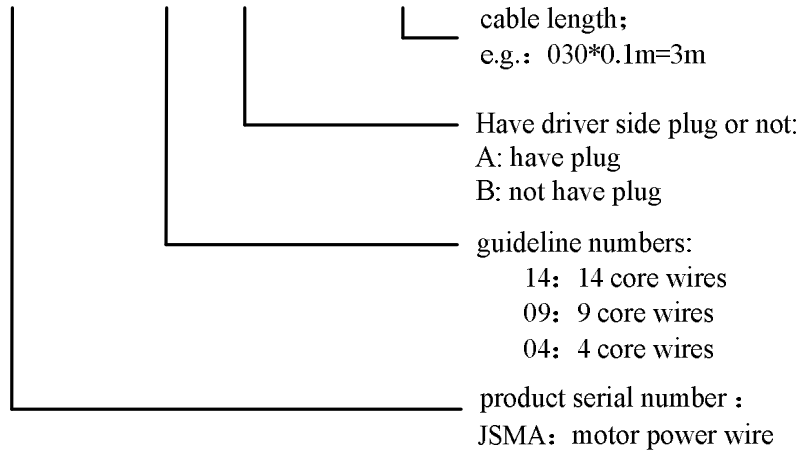 cable length；
e.g.：030*0.1m=3m
Have driver side plug or not:
A: have plug
B: not have plug
guideline numbers:
14：14 core wires
09：9 core wires
04：4 core wires
product serial number：
JSMA：motor power wire